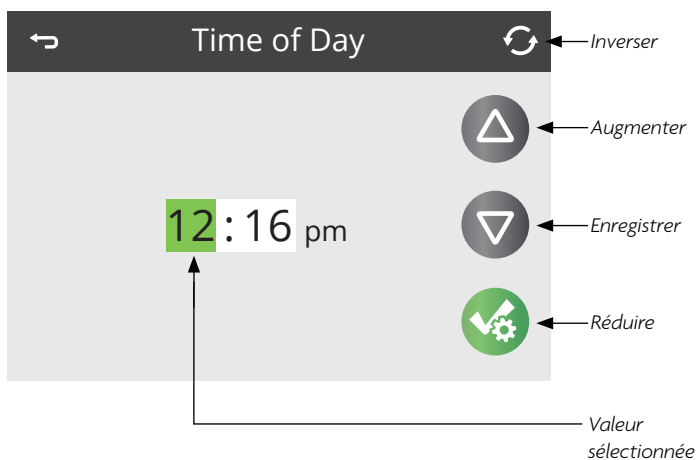 Time of Day
Inverser
Augmenter
12 : 16 pm
Enregistrer
Réduire
Valeur
sélectionnée